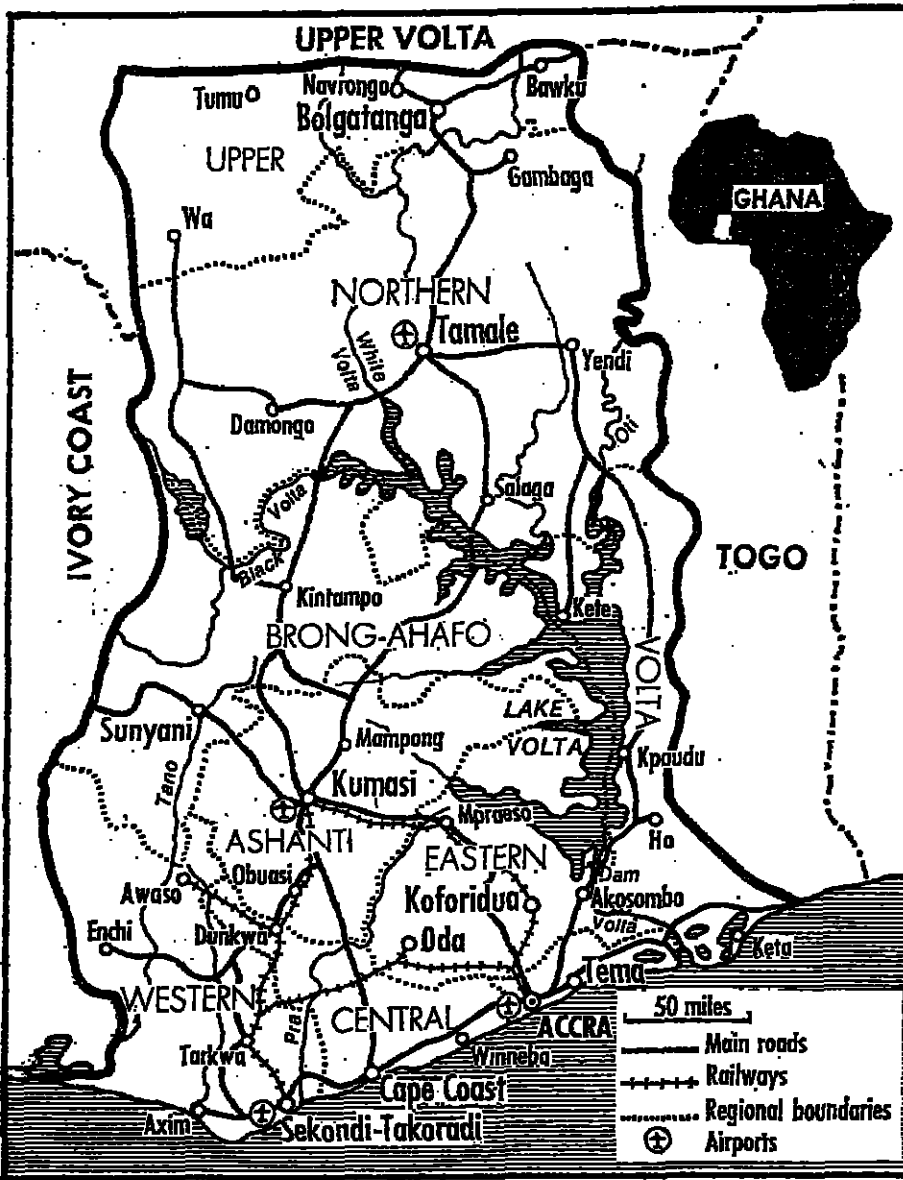 UPPER VOLTA
Tumu
Navrongo
Bawku
Bolgatanga
UPPER
Gambaga
GHANA
Wa
NORTHERN
Tamale
White
Volta
Yendi
IVORY COAST
Damongo
Oti
Salaga
Volta
Black
TOGO
Kintampo
Kete
BRONG-AHAFO
VOLTA
LAKE
VOLTA
Sunyani
Mampong
Kpaudu
Tano
Kumasi
Mpraeso
Ho
ASHANTI
EASTERN
Obuasi
Dam
Awaso
Koforidua
Akosombo
Volta
Enchi
Dunkwa
Oda
Keta
Tema
WESTERN
Pra
CENTRAL
ACCRA
50 miles
Tarkwa
Winneba
Main roads
Cape Coast
Railways
Axim
Sekondi-Takoradi
Regional boundaries
Airports